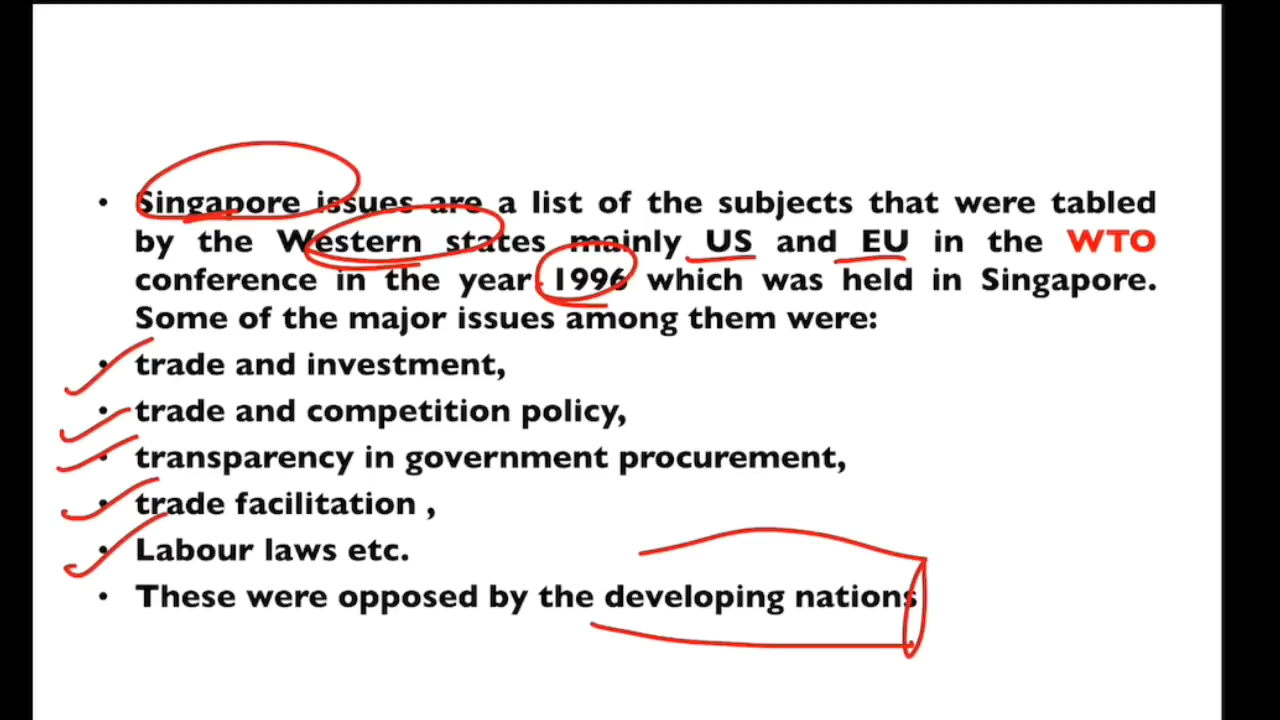 • Singapore issues are a list of the subjects that were tabled
by the Western states mainly US and EU in the WTO
conference in the year 1996 which was held in Singapore.
Some of the major issues among them were:
• trade and investment,
• trade and competition policy,
• transparency in government procurement,
• trade facilitation ,
• Labour laws etc.
• These were opposed by the developing nations